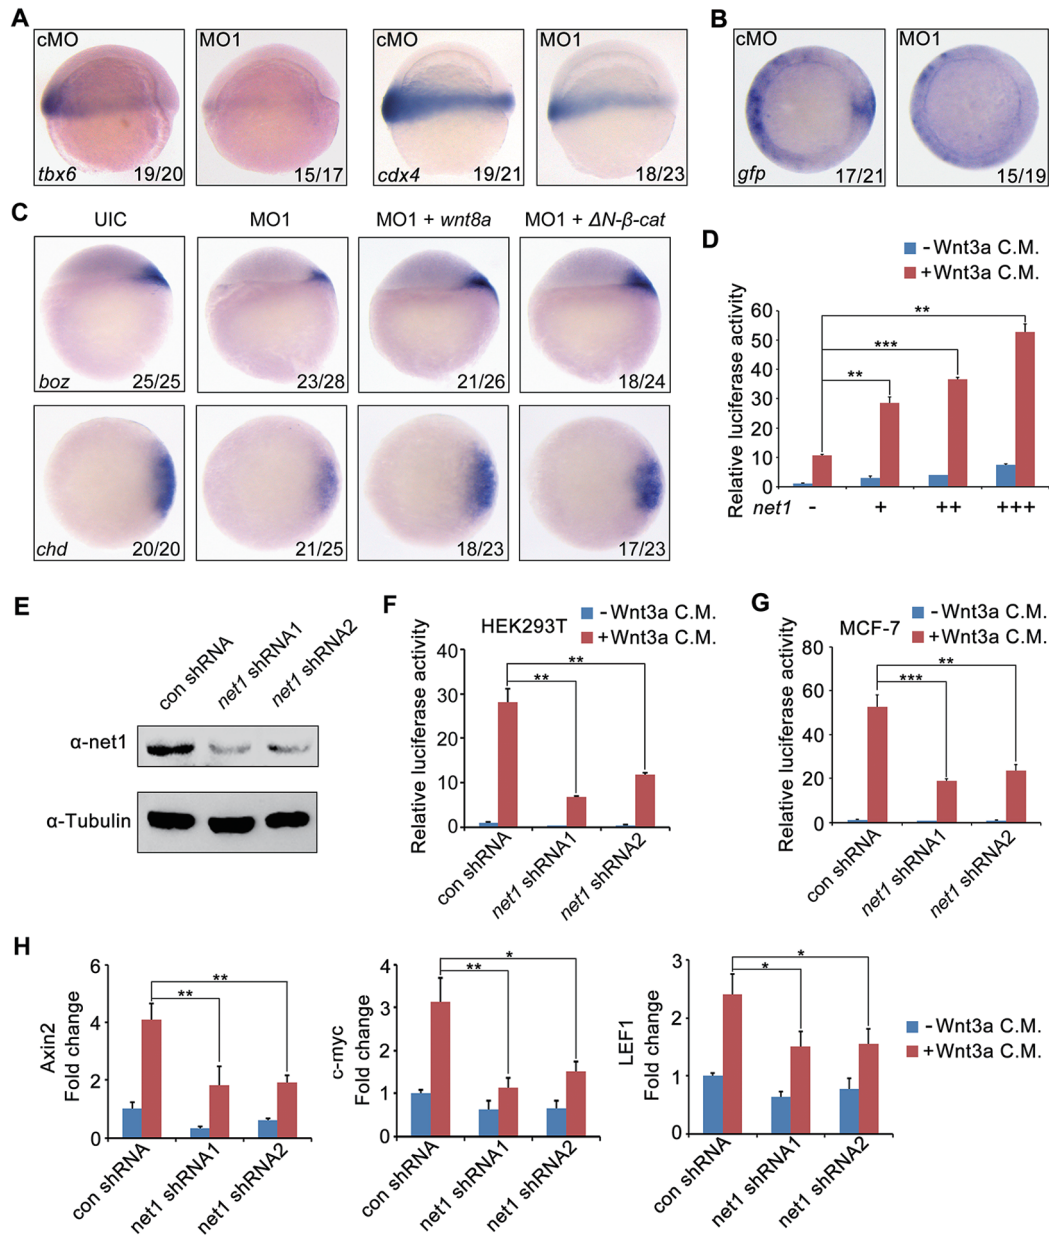 A
cMO
tbx6
19/20
MO1
15/17
cMO
cdx4
19/21
MO1
18/23
B
cMO
gfp
17/21
MO1
15/19
C
UIC
MO1
MO1 + wnt8a
MO1 + ΔN-β-cat
boz
25/25
23/28
21/26
18/24
chd
20/20
21/25
18/23
17/23
D
- Wnt3a C.M.
+ Wnt3a C.M.
Relative luciferase activity
60
50
40
30
20
10
0
**
***
**
net1
-
+
++
+++
E
con shRNA
net1 shRNA1
net1 shRNA2
α-net1
α-Tubulin
F
HEK293T
- Wnt3a C.M.
+ Wnt3a C.M.
Relative luciferase activity
40
30
20
10
0
**
**
con shRNA
net1 shRNA1
net1 shRNA2
G
MCF-7
- Wnt3a C.M.
+ Wnt3a C.M.
Relative luciferase activity
80
60
40
20
0
**
***
con shRNA
net1 shRNA1
net1 shRNA2
H
Axin2
Fold change
6
4
2
0
**
**
con shRNA
net1 shRNA1
net1 shRNA2
c-myc
Fold change
4
3
2
1
0
*
**
con shRNA
net1 shRNA1
net1 shRNA2
LEF1
Fold change
3
2
1
0
*
*
con shRNA
net1 shRNA1
net1 shRNA2
- Wnt3a C.M.
+ Wnt3a C.M.